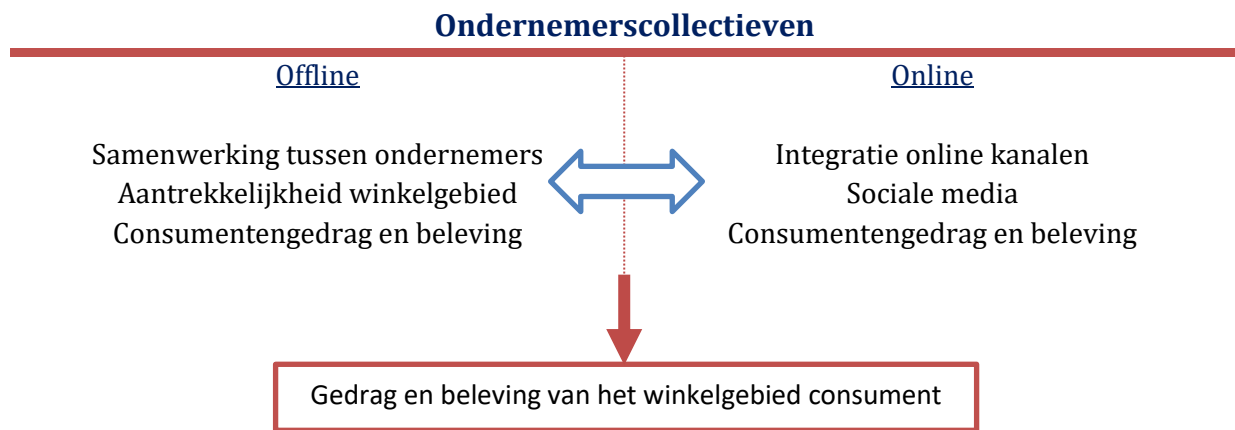 Ondernemerscollectieven
Offline
Online
Samenwerking tussen ondernemers
Aantrekkelijkheid winkelgebied
Consumentengedrag en beleving
Integratie online kanalen
Sociale media
Consumentengedrag en beleving
Gedrag en beleving van het winkelgebied consument